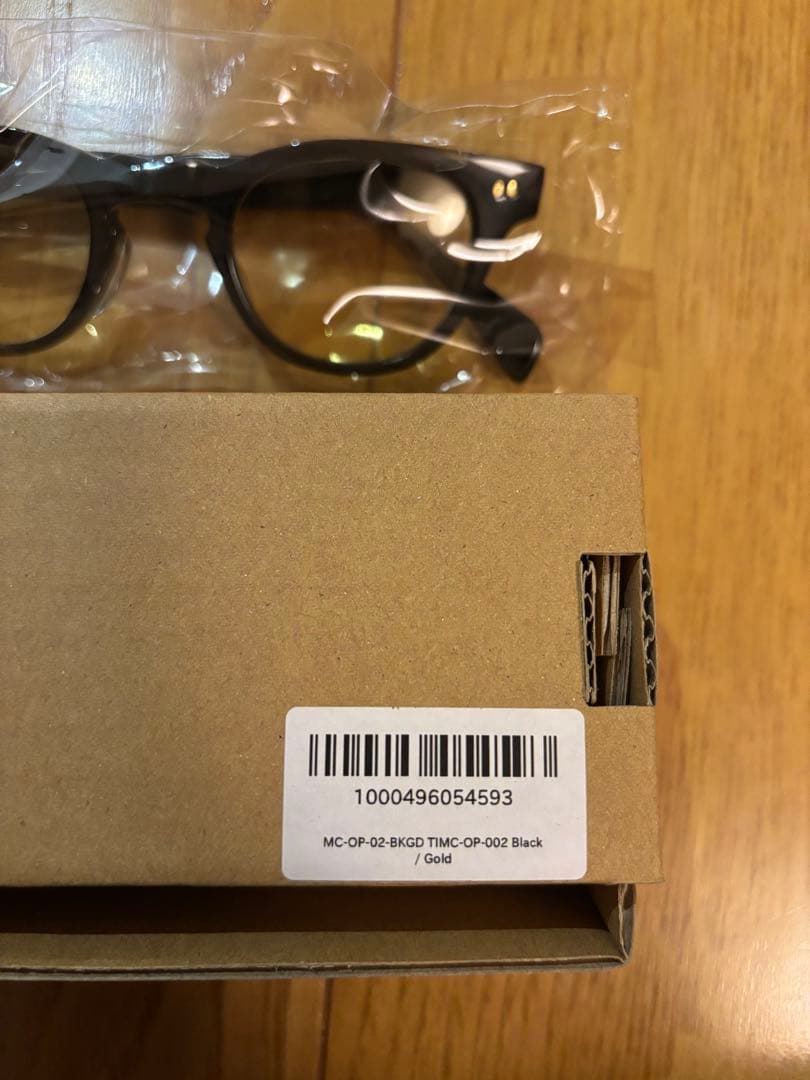 1000496054593
MC-OP-02-BKGD TIMC-OP-002 Black
/ Gold